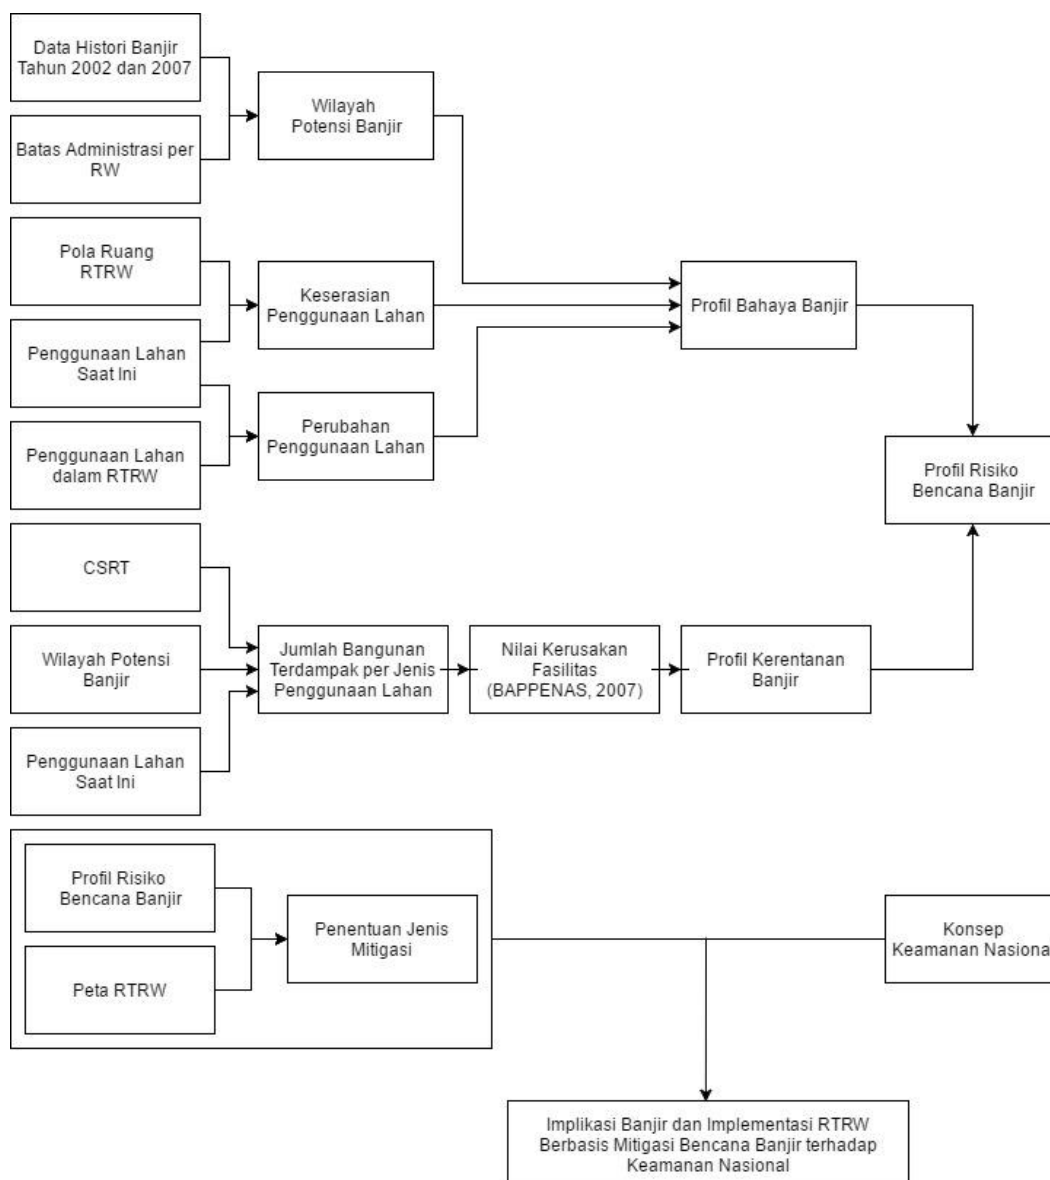 Data Histori Banjir
Tahun 2002 dan 2007
Wilayah
Potensi Banjir
Batas Administrasi per
RW
Pola Ruang
RTRW
Keserasian
Penggunaan Lahan
Profil Bahaya Banjir
Penggunaan Lahan
Saat Ini
Perubahan
Penggunaan Lahan
Penggunaan Lahan
dalam RTRW
Profil Risiko
Bencana Banjir
CSRT
Wilayah Potensi
Banjir
Jumlah Bangunan
Terdampak per Jenis
Penggunaan Lahan
Nilai Kerusakan
Fasilitas
(BAPPENAS, 2007)
Profil Kerentanan
Banjir
Penggunaan Lahan
Saat Ini
Profil Risiko
Bencana Banjir
Penentuan Jenis
Mitigasi
Peta RTRW
Konsep
Keamanan Nasional
Implikasi Banjir dan Implementasi RTRW
Berbasis Mitigasi Bencana Banjir terhadap
Keamanan Nasional